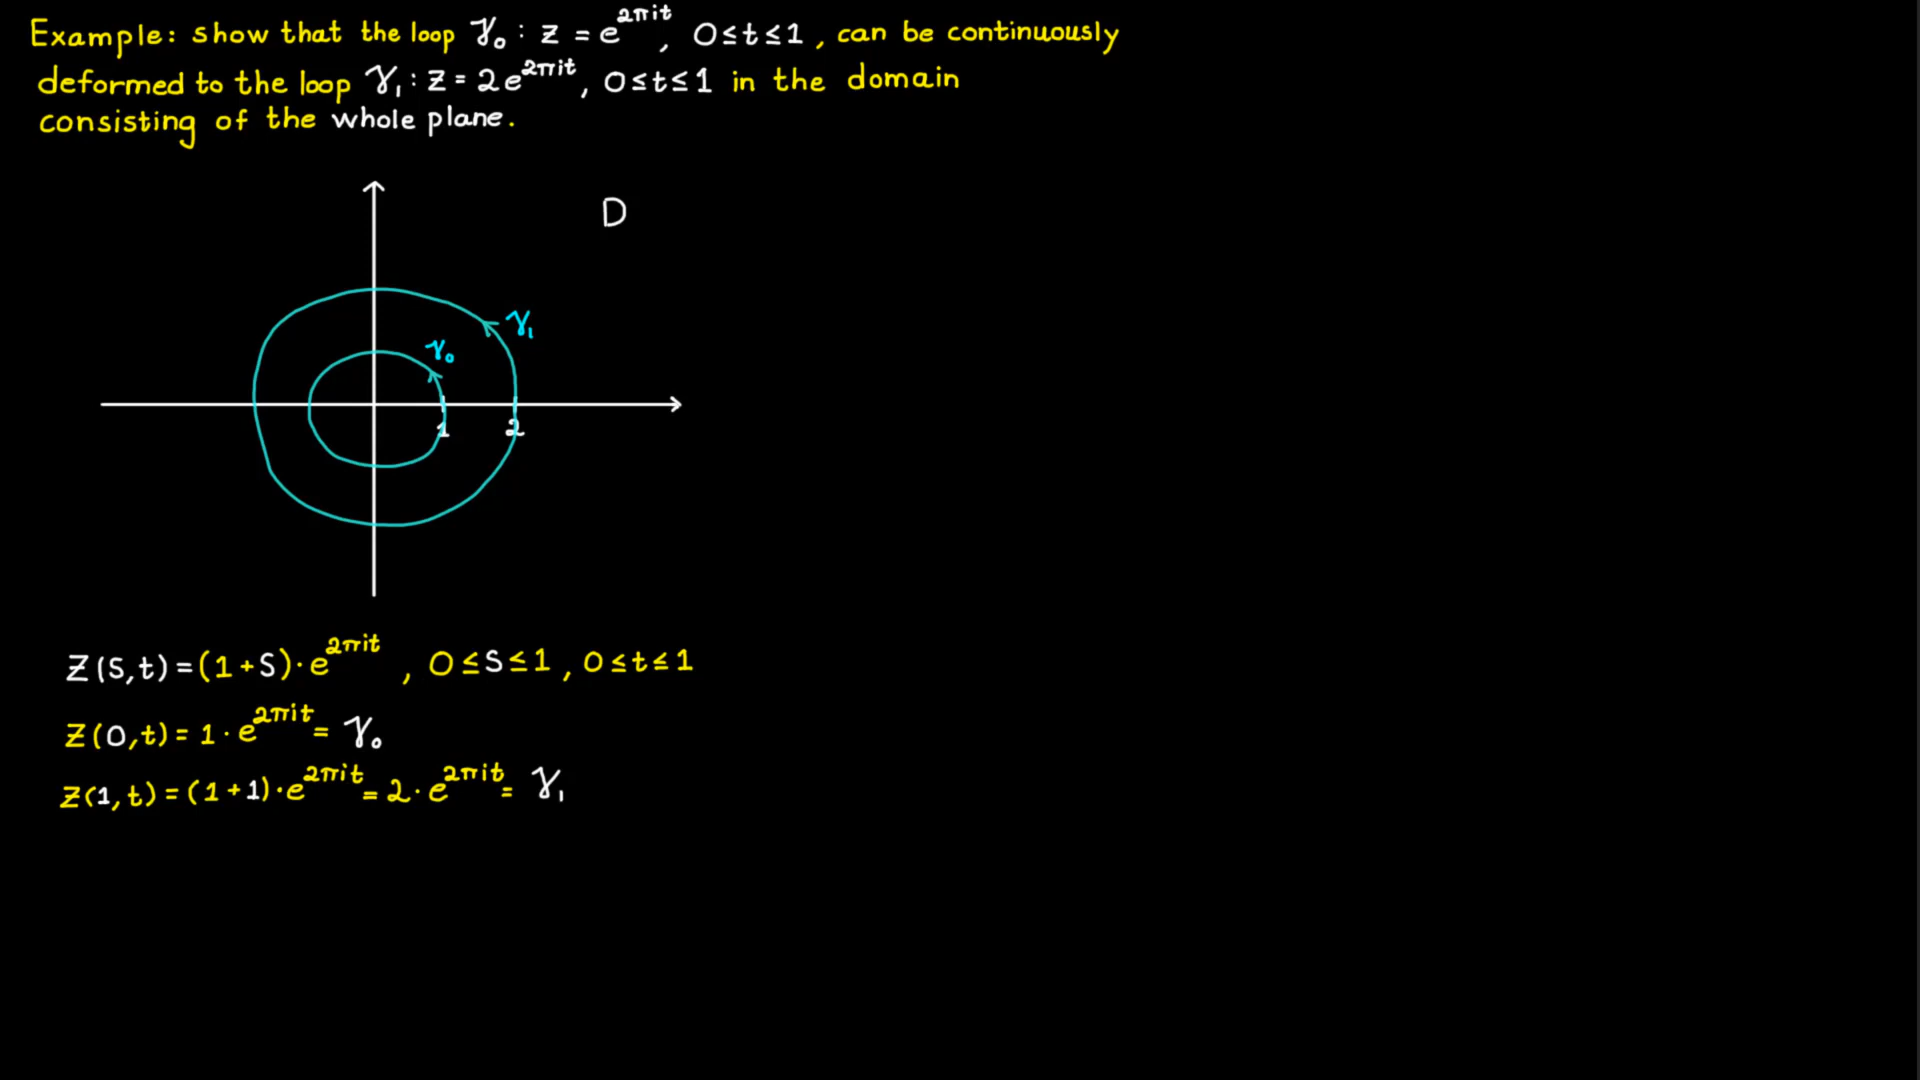 Example: show that the loop γ₀ : z = e^{2πit}, 0≤t≤1, can be continuously
deformed to the loop γ₁ : z = 2e^{2πit}, 0≤t≤1 in the domain
consisting of the whole plane.
D
γ₁
γ₀
1 2
Z(S,t) = (1+S)·e^{2πit}, 0≤S≤1, 0≤t≤1
Z(0,t) = 1·e^{2πit} = γ₀
Z(1,t) = (1+1)·e^{2πit} = 2·e^{2πit} = γ₁